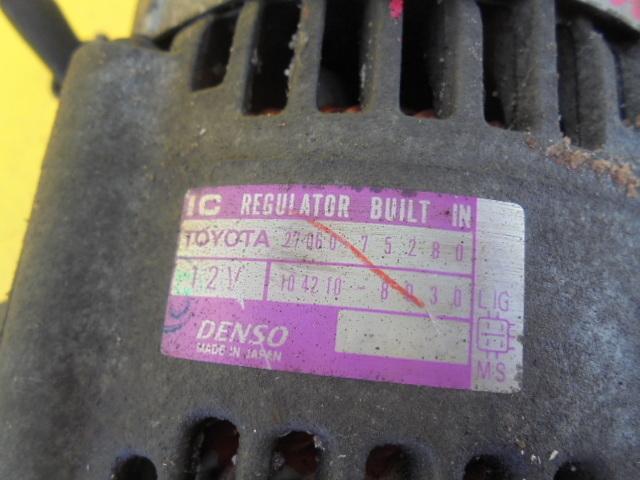 IC REGULATOR BUILT IN
TOYOTA 27060-75280
12V 104210-8030
L IG
DENSO
MADE IN JAPAN
M S